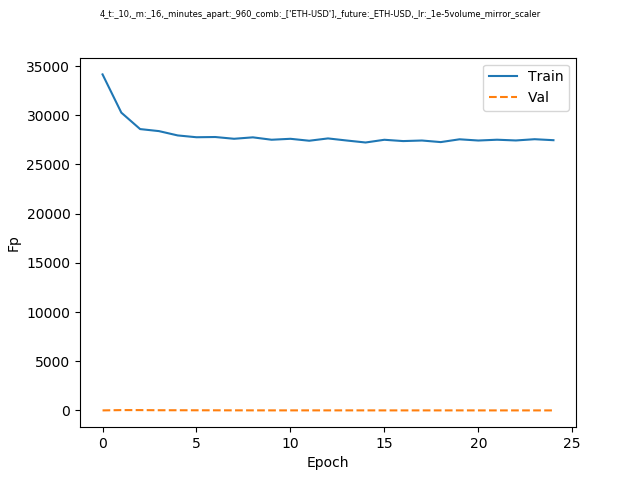 4_t:_10,_m:_16,_minutes_apart:_960_comb:_['ETH-USD'],_future:_ETH-USD,_lr:_1e-5volume_mirror_scaler
Train
Val
35000
30000
25000
20000
15000
10000
5000
0
Fp
0 5 10 15 20 25
Epoch